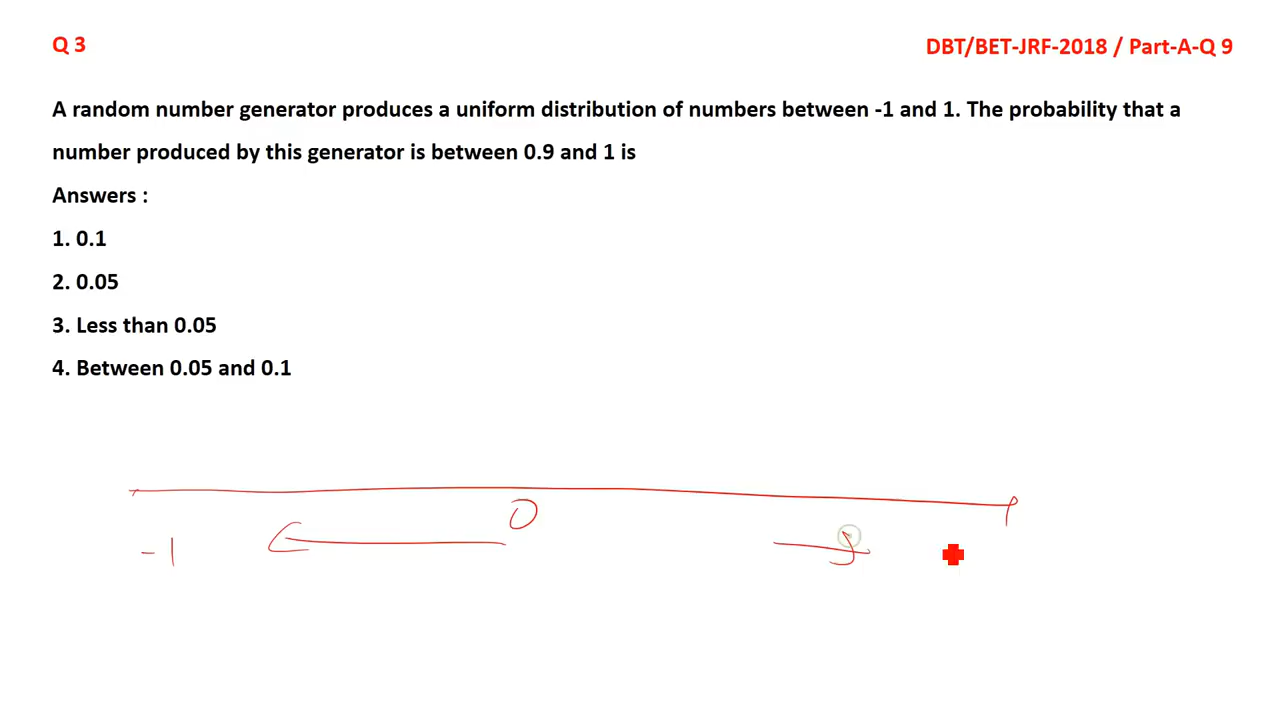 Q 3
DBT/BET-JRF-2018 / Part-A-Q 9
A random number generator produces a uniform distribution of numbers between -1 and 1. The probability that a
number produced by this generator is between 0.9 and 1 is
Answers :
1. 0.1
2. 0.05
3. Less than 0.05
4. Between 0.05 and 0.1
0
-1